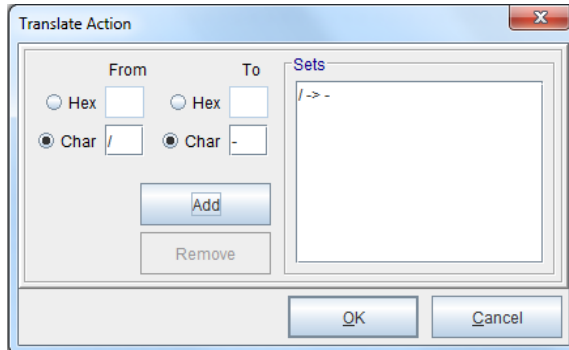 Translate Action
From To
Hex Hex
Char / Char -
Add
Remove
Sets
/ -> -
OK Cancel